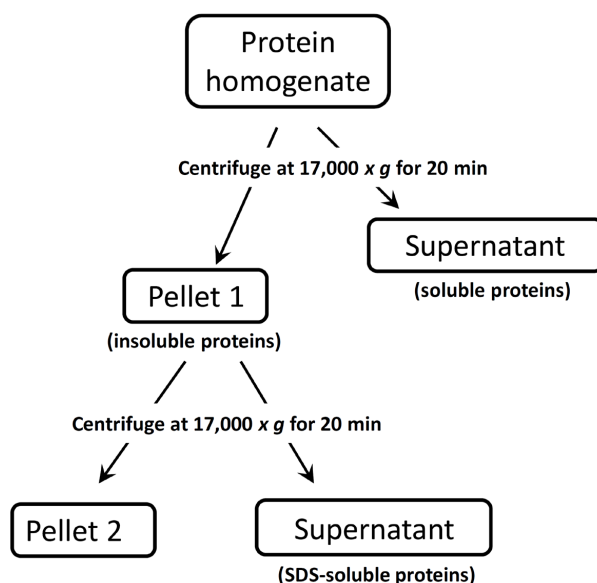 Protein
homogenate
Centrifuge at 17,000 x g for 20 min
Supernatant
(soluble proteins)
Pellet 1
(insoluble proteins)
Centrifuge at 17,000 x g for 20 min
Pellet 2
Supernatant
(SDS-soluble proteins)